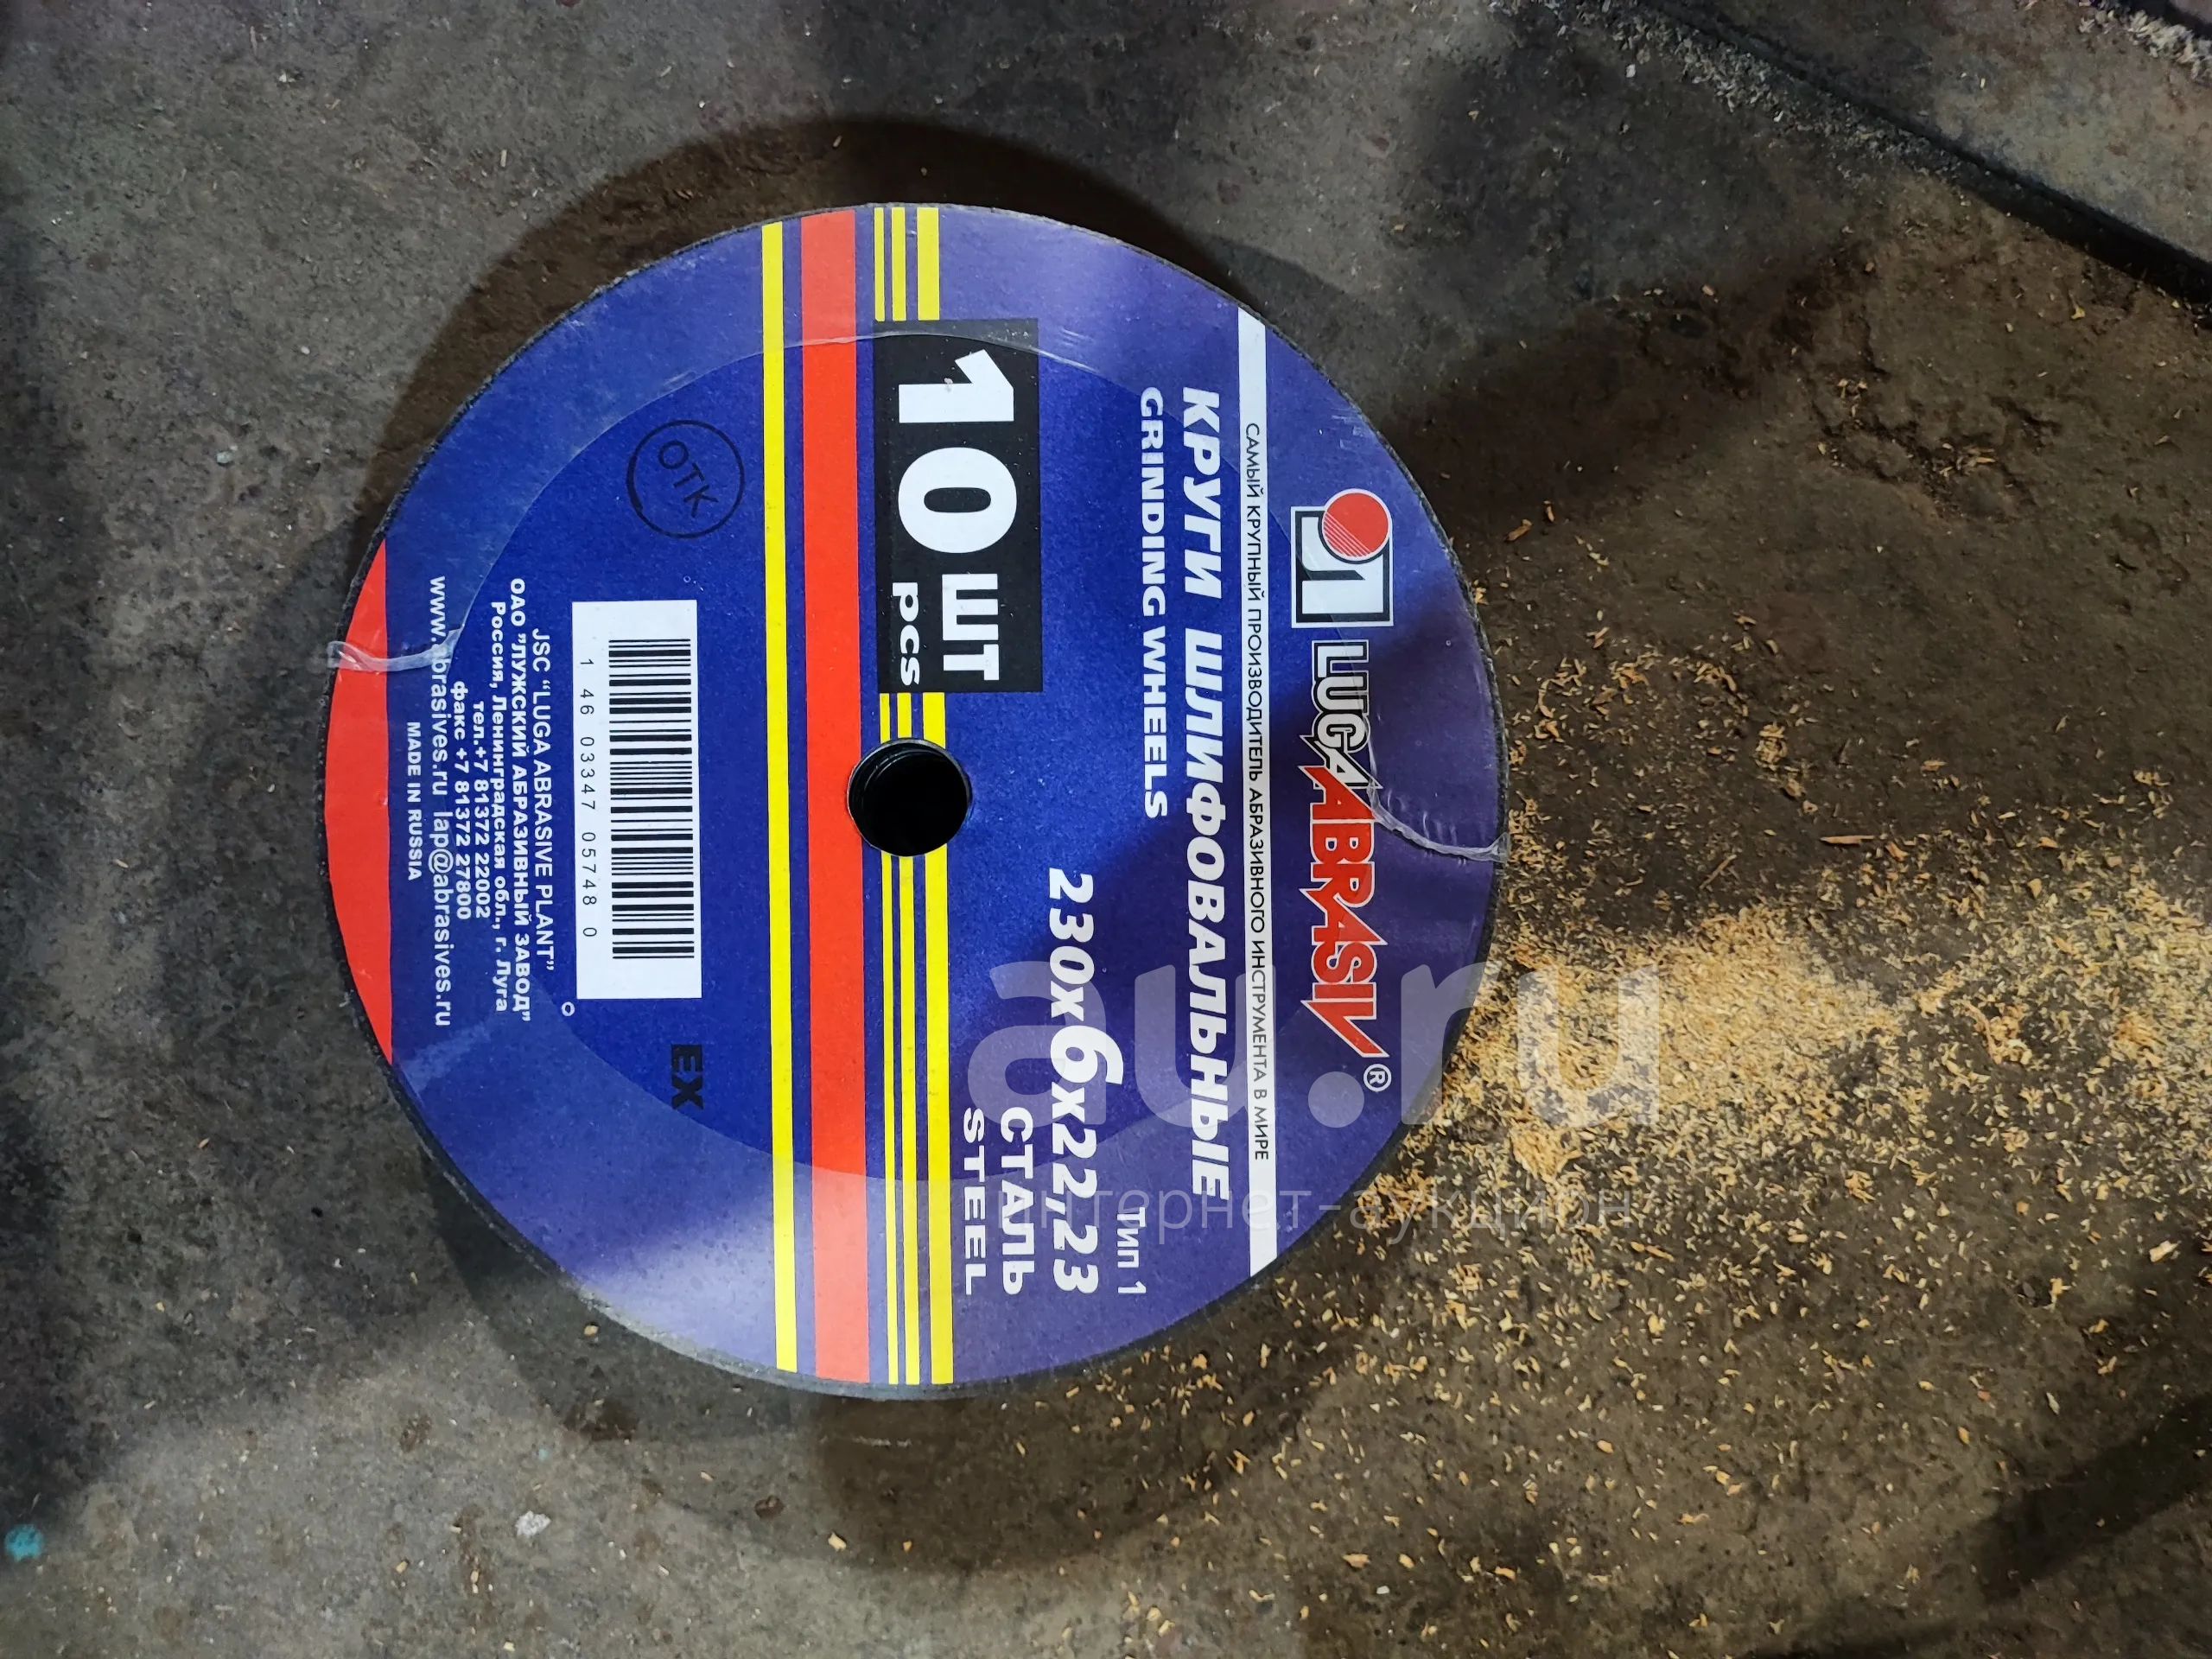 LUGAABRASIV®
САМЫЙ КРУПНЫЙ ПРОИЗВОДИТЕЛЬ АБРАЗИВНОГО ИНСТРУМЕНТА В МИРЕ
КРУГИ ШЛИФОВАЛЬНЫЕ
GRINDING WHEELS
Тип 1
230x6x22,23
10 ШТ
pcs
СТАЛЬ
STEEL
ОТК
EX
1 46 03347 05748 0
JSC “LUGA ABRASIVE PLANT”
ОАО "ЛУЖСКИЙ АБРАЗИВНЫЙ ЗАВОД"
Россия, Ленинградская обл., г. Луга
тел.+7 81372 22002
факс +7 81372 27800
www.abrasives.ru lap@abrasives.ru
MADE IN RUSSIA
au.ru
интернет-аукцион